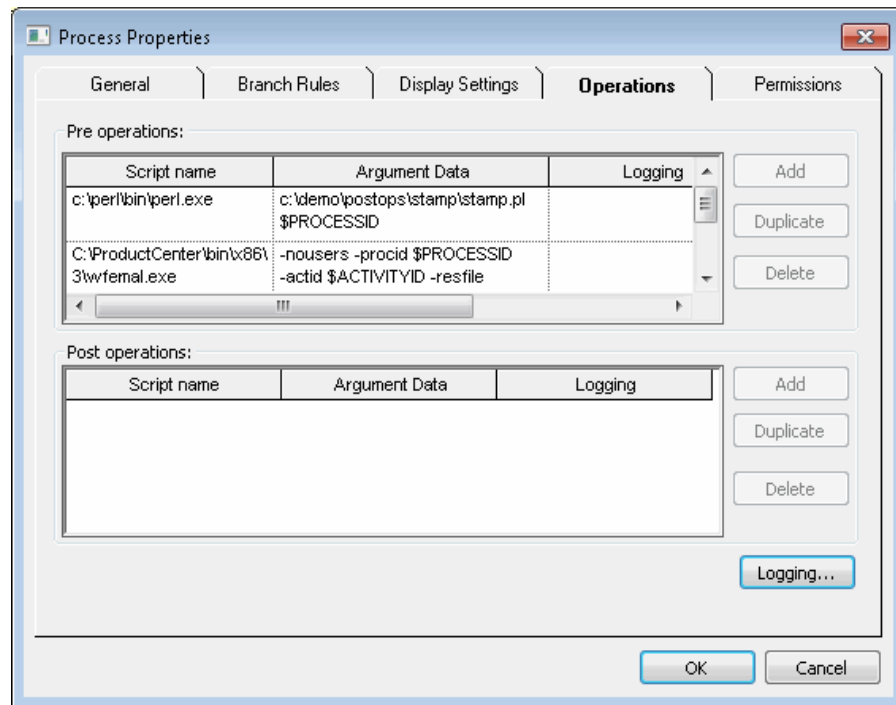 Process Properties
General
Branch Rules
Display Settings
Operations
Permissions
Pre operations:
Script name
Argument Data
Logging
c:\perl\bin\perl.exe
c:\demo\postops\stamp\stamp.pl
$PROCESSID
C:\ProductCenter\bin\x86\
3\wfemal.exe
-nousers -procid $PROCESSID
-actid $ACTIVITYID -resfile
Add
Duplicate
Delete
Post operations:
Script name
Argument Data
Logging
Add
Duplicate
Delete
Logging...
OK
Cancel